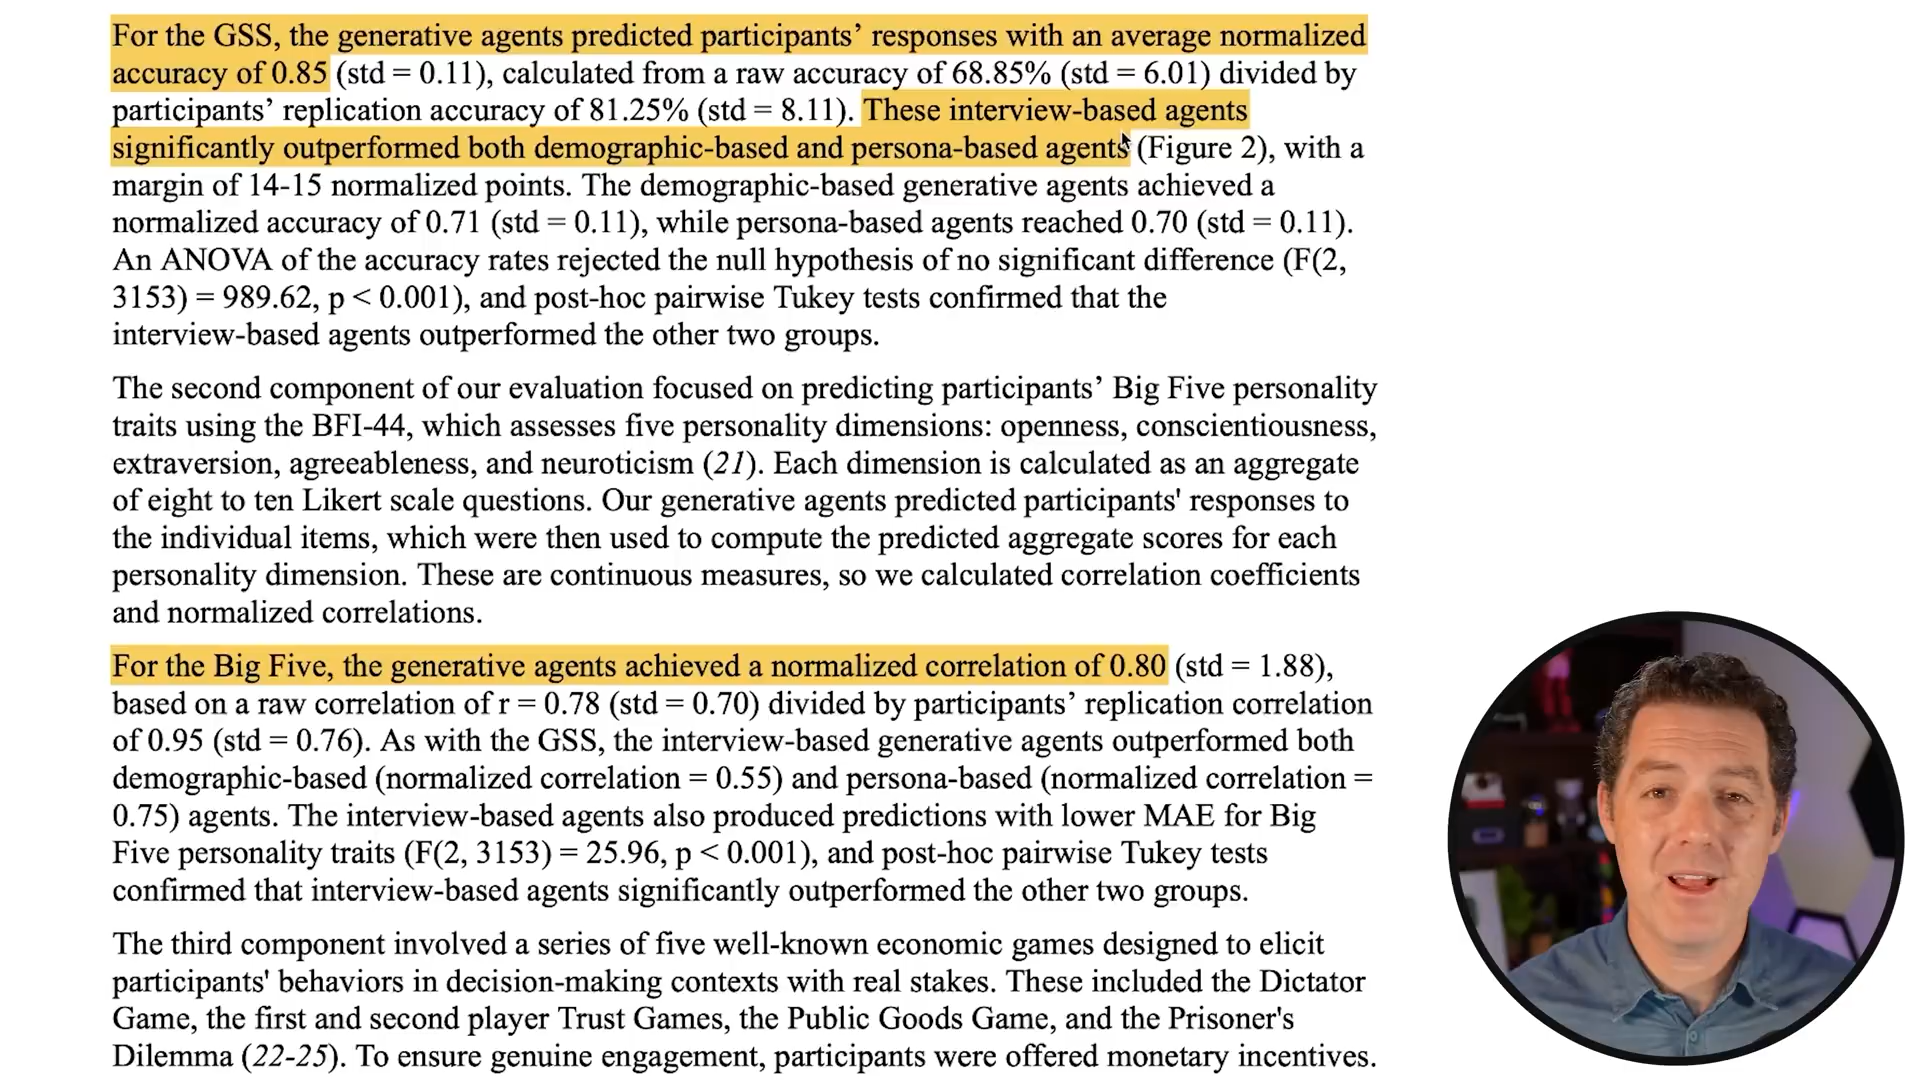 For the GSS, the generative agents predicted participants’ responses with an average normalized
accuracy of 0.85 (std = 0.11), calculated from a raw accuracy of 68.85% (std = 6.01) divided by
participants’ replication accuracy of 81.25% (std = 8.11). These interview-based agents
significantly outperformed both demographic-based and persona-based agents (Figure 2), with a
margin of 14-15 normalized points. The demographic-based generative agents achieved a
normalized accuracy of 0.71 (std = 0.11), while persona-based agents reached 0.70 (std = 0.11).
An ANOVA of the accuracy rates rejected the null hypothesis of no significant difference (F(2,
3153) = 989.62, p < 0.001), and post-hoc pairwise Tukey tests confirmed that the
interview-based agents outperformed the other two groups.
The second component of our evaluation focused on predicting participants’ Big Five personality
traits using the BFI-44, which assesses five personality dimensions: openness, conscientiousness,
extraversion, agreeableness, and neuroticism (21). Each dimension is calculated as an aggregate
of eight to ten Likert scale questions. Our generative agents predicted participants' responses to
the individual items, which were then used to compute the predicted aggregate scores for each
personality dimension. These are continuous measures, so we calculated correlation coefficients
and normalized correlations.
For the Big Five, the generative agents achieved a normalized correlation of 0.80 (std = 1.88),
based on a raw correlation of r = 0.78 (std = 0.70) divided by participants’ replication correlation
of 0.95 (std = 0.76). As with the GSS, the interview-based generative agents outperformed both
demographic-based (normalized correlation = 0.55) and persona-based (normalized correlation =
0.75) agents. The interview-based agents also produced predictions with lower MAE for Big
Five personality traits (F(2, 3153) = 25.96, p < 0.001), and post-hoc pairwise Tukey tests
confirmed that interview-based agents significantly outperformed the other two groups.
The third component involved a series of five well-known economic games designed to elicit
participants' behaviors in decision-making contexts with real stakes. These included the Dictator
Game, the first and second player Trust Games, the Public Goods Game, and the Prisoner's
Dilemma (22-25). To ensure genuine engagement, participants were offered monetary incentives.